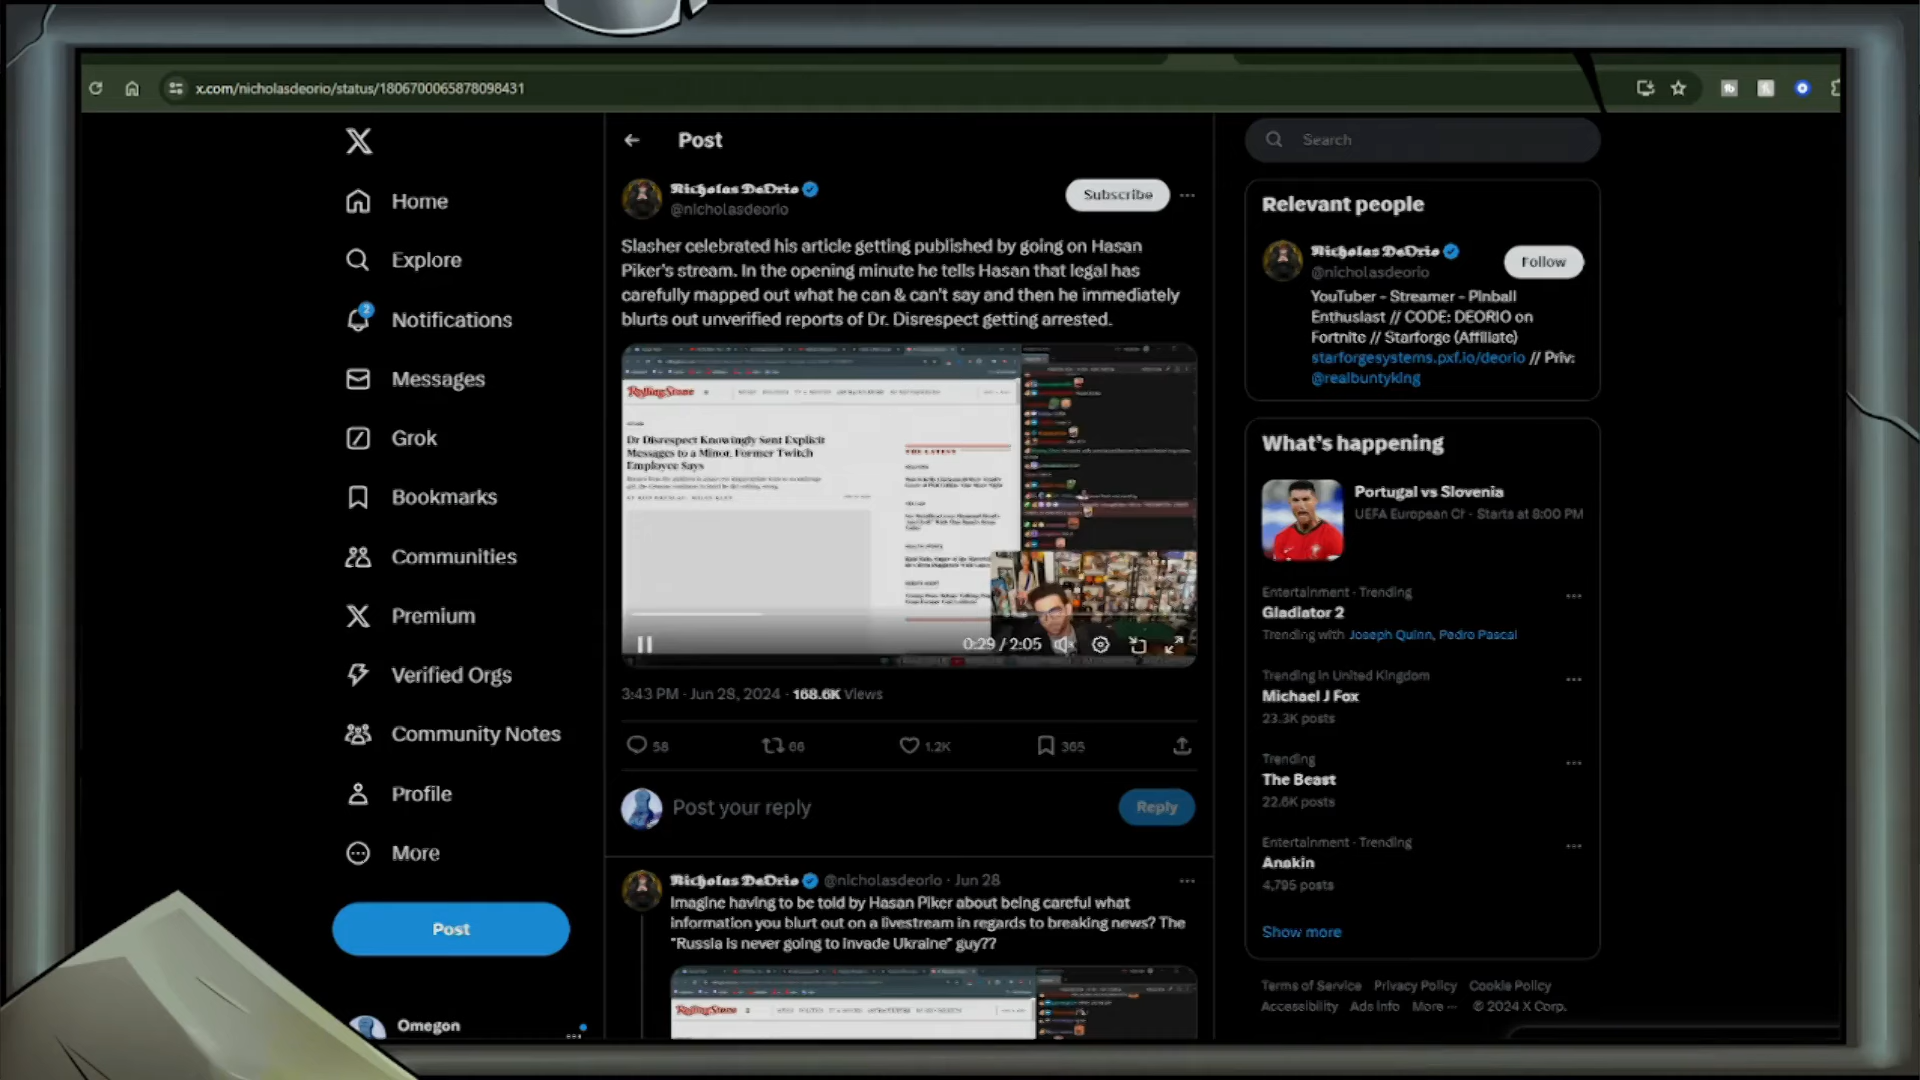 x.com/nicholasdeorio/status/1806700065878098431
Home
Explore
2
Notifications
Messages
Grok
Bookmarks
Communities
Premium
Verified Orgs
Community Notes
Profile
More
Post
Omegon
Post
Nicholas DeOrio
@nicholasdeorio
Subscribe
Slasher celebrated his article getting published by going on Hasan
Piker's stream. In the opening minute he tells Hasan that legal has
carefully mapped out what he can & can't say and then he immediately
blurts out unverified reports of Dr. Disrespect getting arrested.
RollingStone
Dr Disrespect Knowingly Sent Explicit
Messages to a Minor, Former Twitch
Employee Says
THE LATEST
0:29 / 2:05
3:43 PM · Jun 28, 2024 · 168.6K Views
58
66
1.2K
365
Post your reply
Reply
Nicholas DeOrio @nicholasdeorio · Jun 28
Imagine having to be told by Hasan Piker about being careful what
information you blurt out on a livestream in regards to breaking news? The
"Russia is never going to invade Ukraine" guy??
RollingStone
Search
Relevant people
Nicholas DeOrio
@nicholasdeorio
Follow
YouTuber - Streamer - Pinball
Enthusiast // CODE: DEORIO on
Fortnite // Starforge (Affiliate)
starforgesystems.pxf.io/deorio // Priv:
@realbuntyking
What's happening
Portugal vs Slovenia
UEFA European Cf · Starts at 8:00 PM
Entertainment · Trending
Gladiator 2
Trending with Joseph Quinn, Pedro Pascal
Trending in United Kingdom
Michael J Fox
23.3K posts
Trending
The Beast
22.6K posts
Entertainment · Trending
Anakin
4,795 posts
Show more
Terms of Service Privacy Policy Cookie Policy
Accessibility Ads info More ··· © 2024 X Corp.